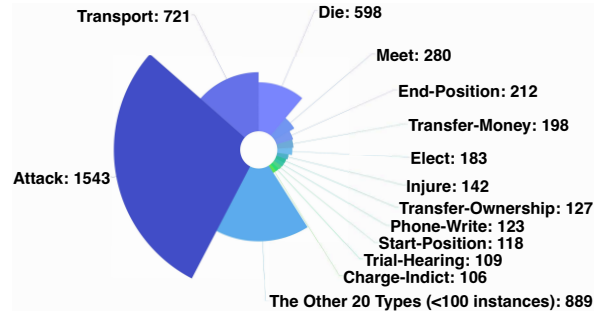 Transport: 721
Die: 598
Meet: 280
End-Position: 212
Transfer-Money: 198
Elect: 183
Attack: 1543
Injure: 142
Transfer-Ownership: 127
Phone-Write: 123
Start-Position: 118
Trial-Hearing: 109
Charge-Indict: 106
The Other 20 Types (<100 instances): 889